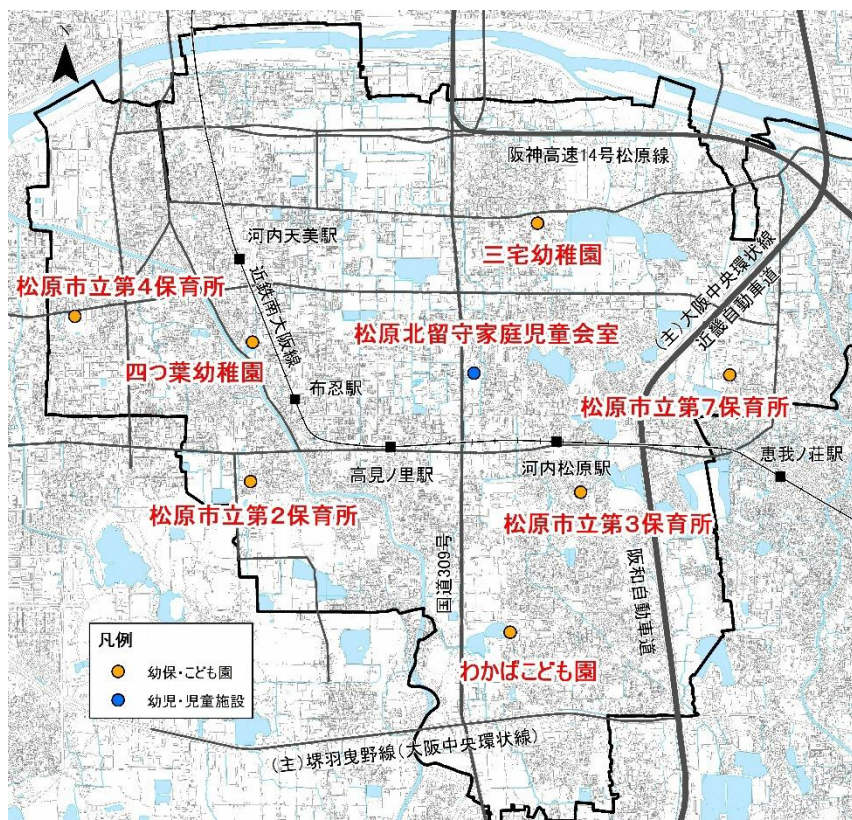 阪神高速14号松原線
三宅幼稚園
河内天美駅
(主)大阪中央環状線
近畿自動車道
松原市立第4保育所
近鉄南大阪線
松原北留守家庭児童会室
四つ葉幼稚園
布忍駅
松原市立第7保育所
高見ノ里駅
河内松原駅
恵我ノ荘駅
松原市立第2保育所
松原市立第3保育所
国道309号
阪和自動車道
凡例
幼保・こども園
幼児・児童施設
わかばこども園
(主)堺羽曳野線(大阪中央環状線)